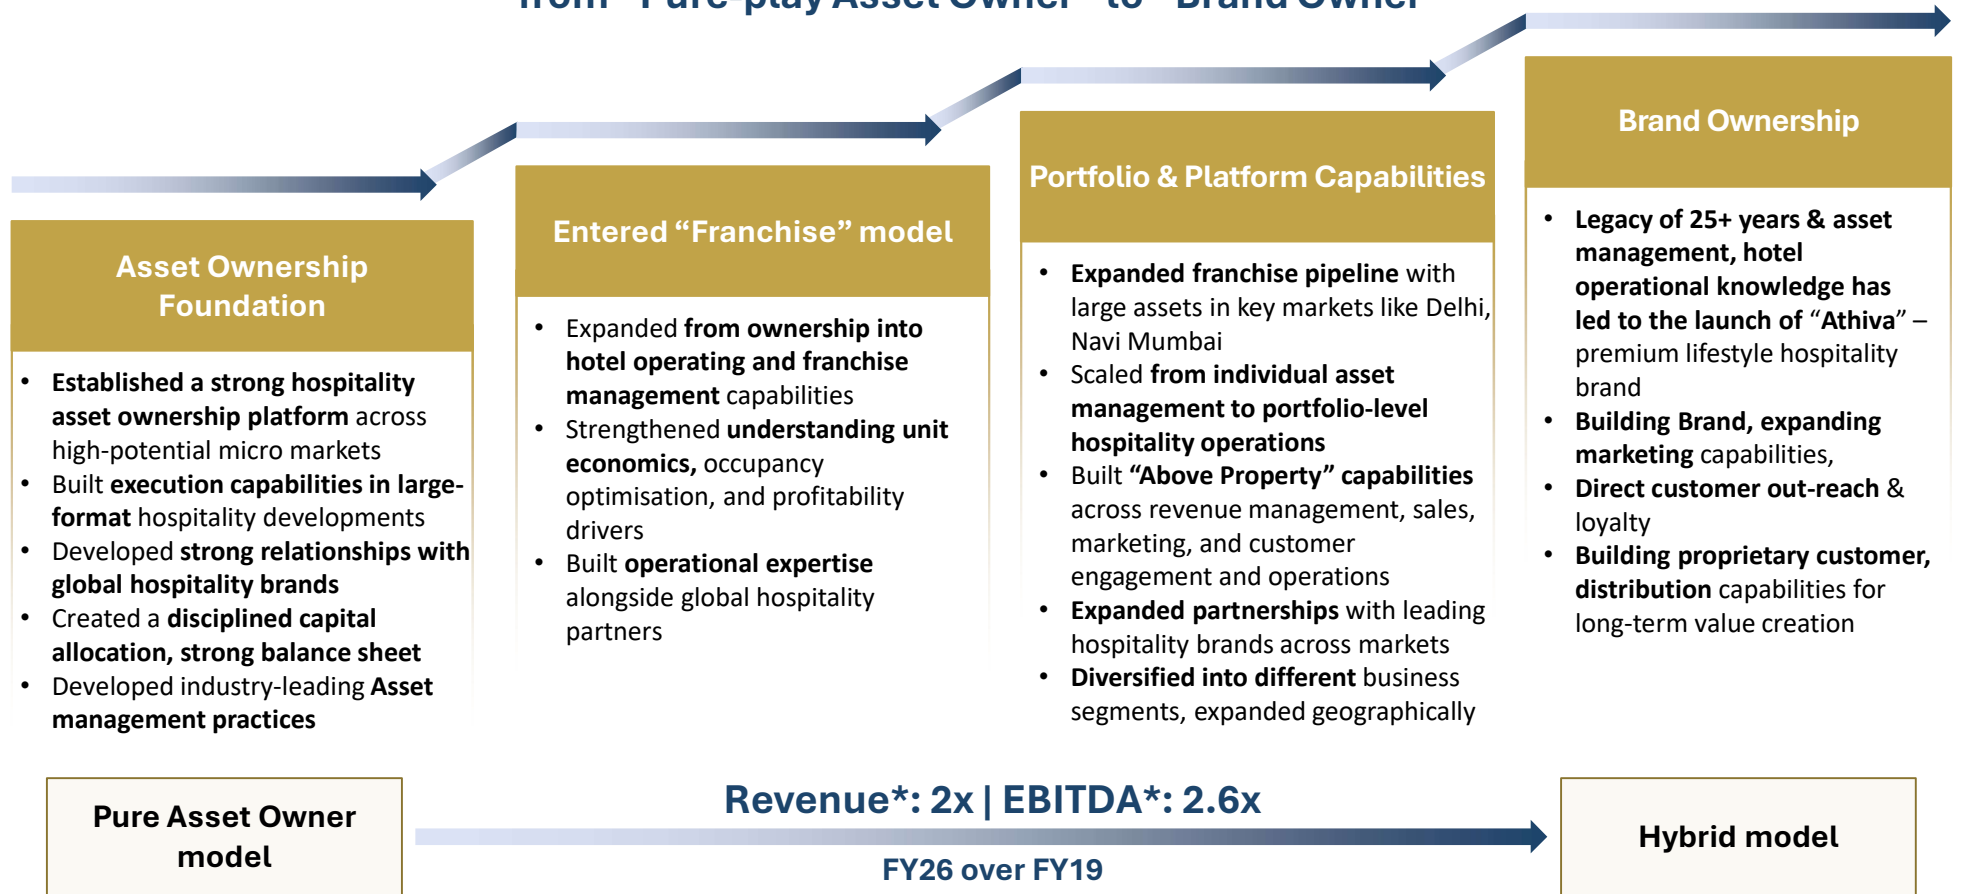 from “Pure-play Asset Owner” to “Brand Owner”
Asset Ownership
Foundation
• Established a strong hospitality
asset ownership platform across
high-potential micro markets
• Built execution capabilities in large-
format hospitality developments
• Developed strong relationships with
global hospitality brands
• Created a disciplined capital
allocation, strong balance sheet
• Developed industry-leading Asset
management practices
Entered “Franchise” model
• Expanded from ownership into
hotel operating and franchise
management capabilities
• Strengthened understanding unit
economics, occupancy
optimisation, and profitability
drivers
• Built operational expertise
alongside global hospitality
partners
Portfolio & Platform Capabilities
• Expanded franchise pipeline with
large assets in key markets like Delhi,
Navi Mumbai
• Scaled from individual asset
management to portfolio-level
hospitality operations
• Built “Above Property” capabilities
across revenue management, sales,
marketing, and customer
engagement and operations
• Expanded partnerships with leading
hospitality brands across markets
• Diversified into different business
segments, expanded geographically
Brand Ownership
• Legacy of 25+ years & asset
management, hotel
operational knowledge has
led to the launch of “Athiva” –
premium lifestyle hospitality
brand
• Building Brand, expanding
marketing capabilities,
• Direct customer out-reach &
loyalty
• Building proprietary customer,
distribution capabilities for
long-term value creation
Pure Asset Owner
model
Revenue*: 2x | EBITDA*: 2.6x
FY26 over FY19
Hybrid model